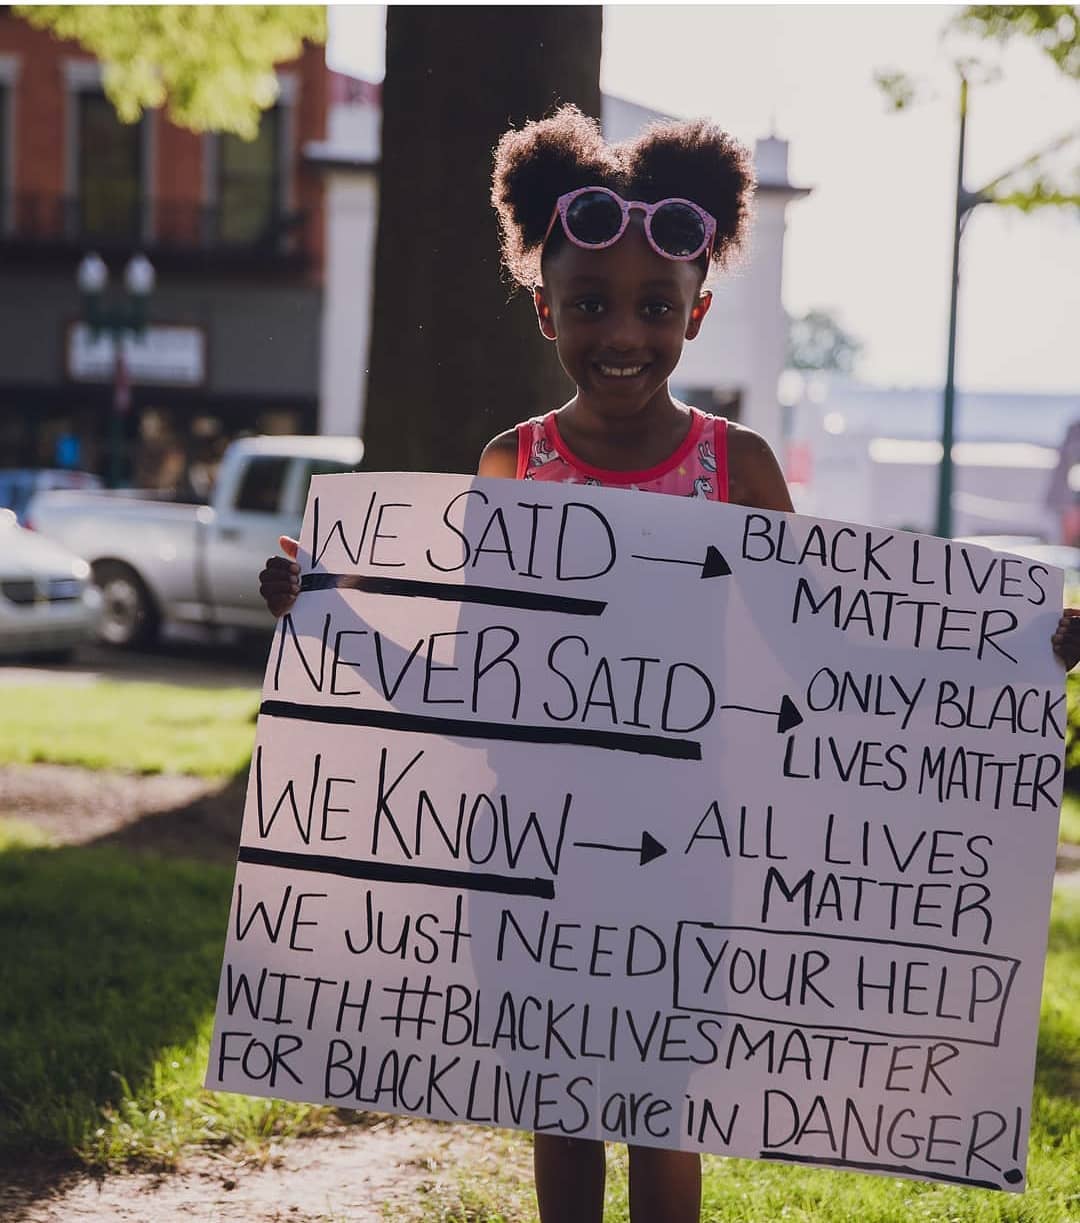 WE SAID → BLACK LIVES
MATTER
NEVER SAID → ONLY BLACK
LIVES MATTER
WE KNOW → ALL LIVES
MATTER
WE JUST NEED YOUR HELP
WITH #BLACKLIVESMATTER
FOR BLACK LIVES are iN DANGER!